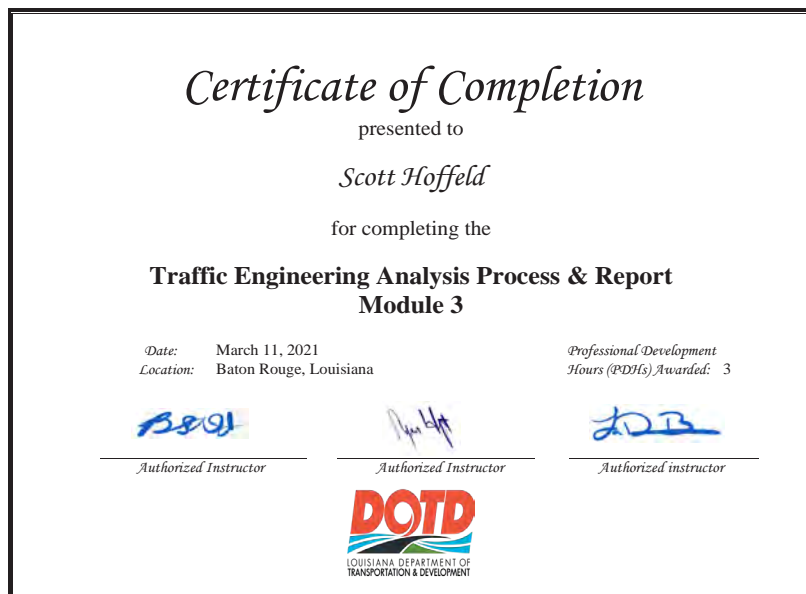 Certificate of Completion
presented to
Scott Hoffeld
for completing the
Traffic Engineering Analysis Process & Report
Module 3
Date: March 11, 2021
Location: Baton Rouge, Louisiana
Professional Development
Hours (PDHs) Awarded: 3
Authorized Instructor
Authorized Instructor
Authorized instructor
DOTD
LOUISIANA DEPARTMENT OF
TRANSPORTATION & DEVELOPMENT